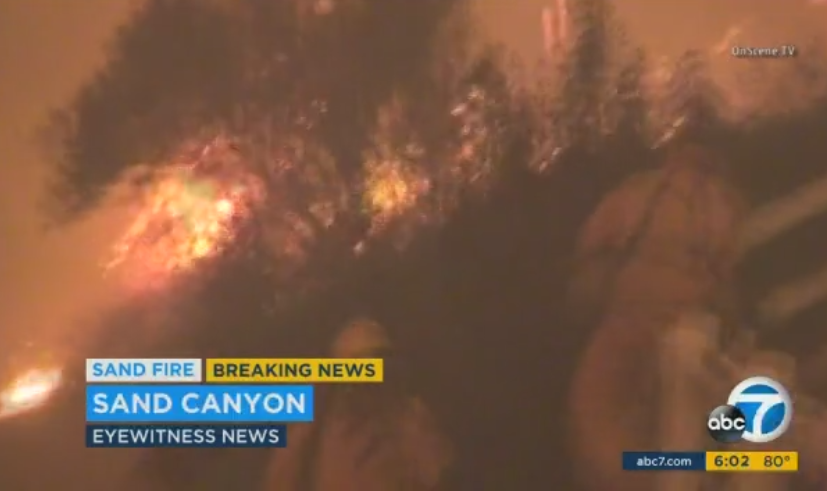 OnScene.TV
SAND FIRE BREAKING NEWS
SAND CANYON
EYEWITNESS NEWS
abc 7
abc7.com 6:02 80°